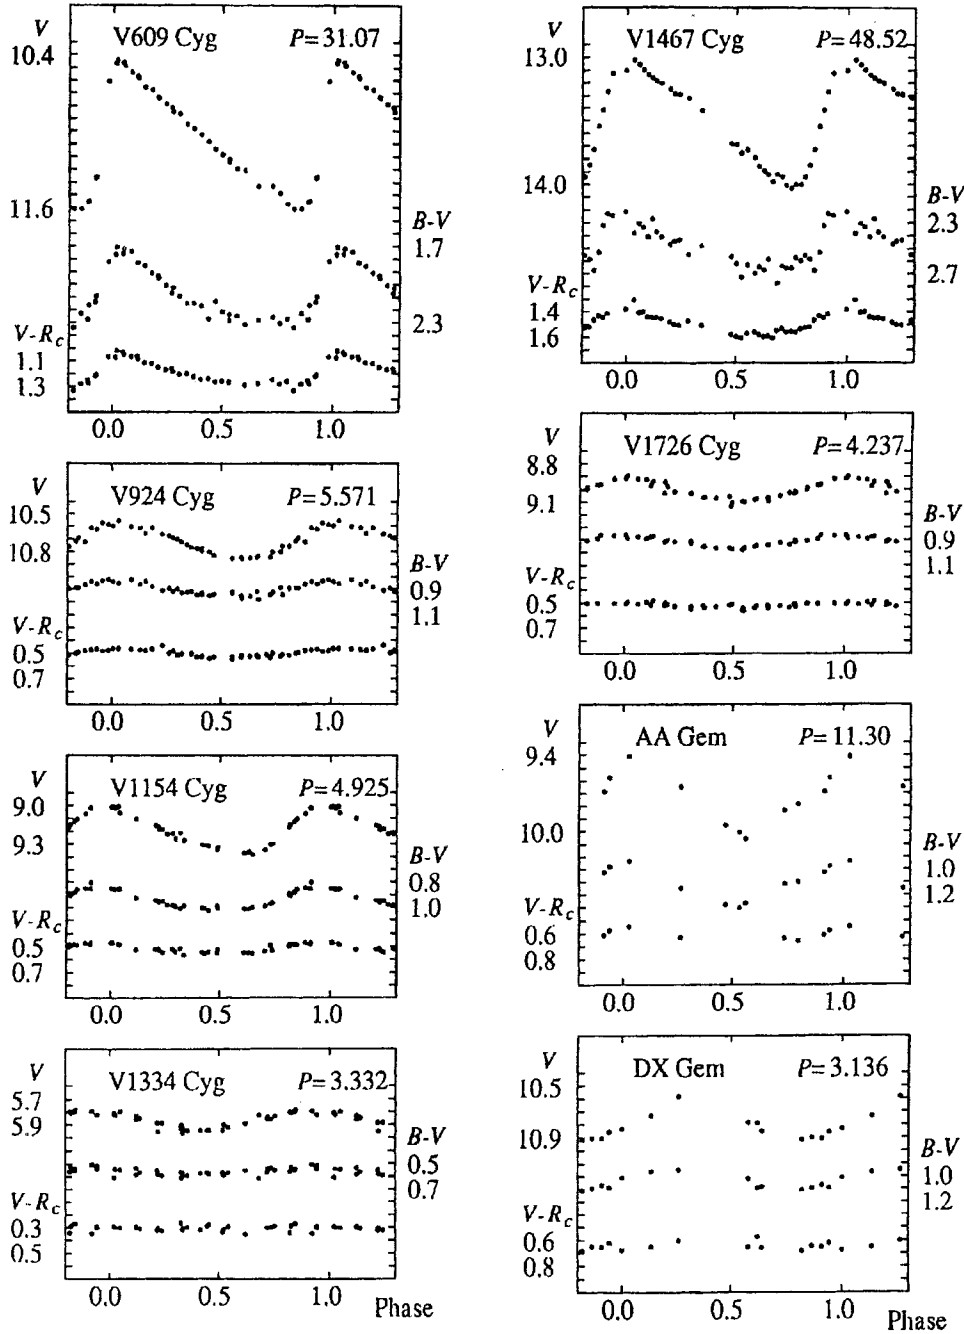 V
V609 Cyg P=31.07
10.4
11.6
B-V
1.7
2.3
V-Rc
1.1
1.3
0.0 0.5 1.0
V
V1467 Cyg P=48.52
13.0
14.0
B-V
2.3
2.7
V-Rc
1.4
1.6
0.0 0.5 1.0
V
V924 Cyg P=5.571
10.5
10.8
B-V
0.9
1.1
V-Rc
0.5
0.7
0.0 0.5 1.0
V
V1726 Cyg P=4.237
8.8
9.1
B-V
0.9
1.1
V-Rc
0.5
0.7
0.0 0.5 1.0
V
V1154 Cyg P=4.925
9.0
9.3
B-V
0.8
1.0
V-Rc
0.5
0.7
0.0 0.5 1.0
V
AA Gem P=11.30
9.4
10.0
B-V
1.0
1.2
V-Rc
0.6
0.8
0.0 0.5 1.0
V
V1334 Cyg P=3.332
5.7
5.9
B-V
0.5
0.7
V-Rc
0.3
0.5
0.0 0.5 1.0
Phase
V
DX Gem P=3.136
10.5
10.9
B-V
1.0
1.2
V-Rc
0.6
0.8
0.0 0.5 1.0
Phase